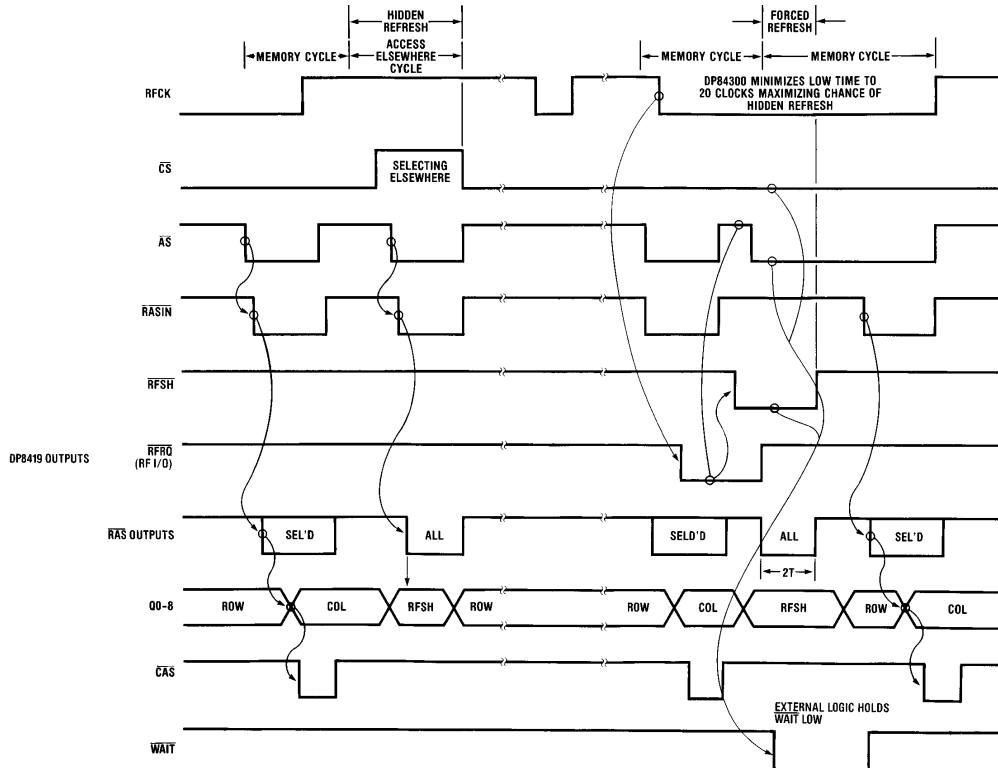 HIDDEN
REFRESH
FORCED
REFRESH
MEMORY CYCLE
ACCESS
ELSEWHERE
CYCLE
MEMORY CYCLE
MEMORY CYCLE
RFCK
DP84300 MINIMIZES LOW TIME TO
20 CLOCKS MAXIMIZING CHANCE OF
HIDDEN REFRESH
CS
SELECTING
ELSEWHERE
AS
RASIN
RFSH
DP8419 OUTPUTS
RFRQ
(RF I/O)
RAS OUTPUTS
SEL'D
ALL
SELD'D
ALL
SEL'D
2T
Q0-8
ROW
COL
RFSH
ROW
ROW
COL
RFSH
ROW
COL
CAS
EXTERNAL LOGIC HOLDS
WAIT LOW
WAIT